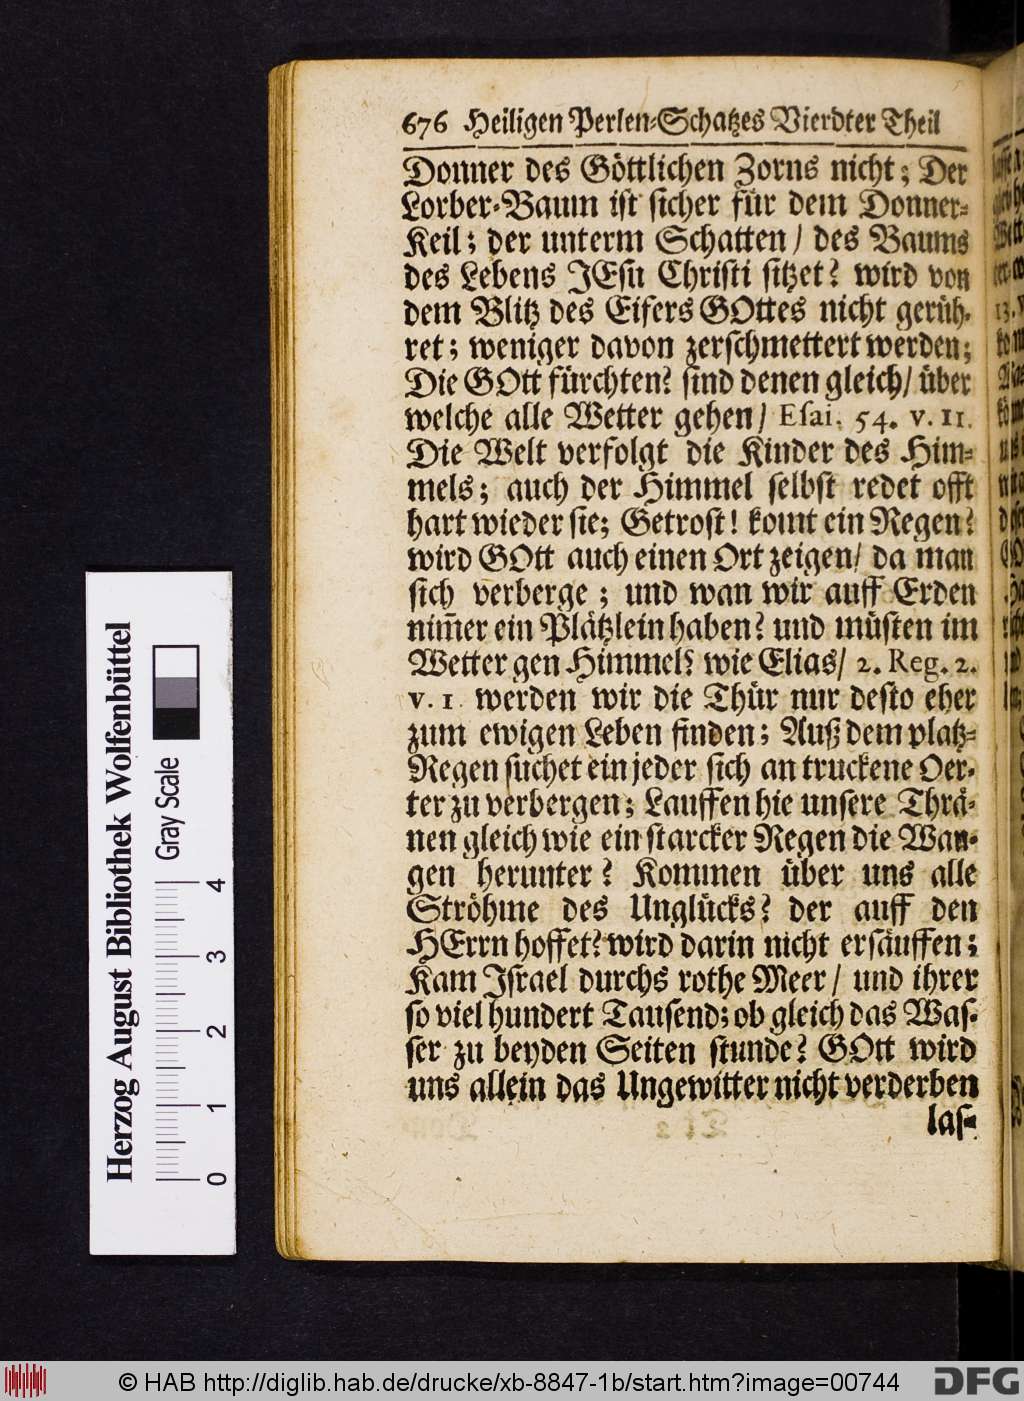 676 Heiligen Perlen-Schatzes Vierdter Theil
Donner des Göttlichen Zorns nicht; Der
Lorber-Baum ist sicher für dem Donner-
Keil; der unterm Schatten/ des Baums
des Lebens JEsu Christi sitzet? wird von
dem Blitz des Eifers GOttes nicht gerüh-
ret; weniger davon zerschmettert werden;
Die GOtt fürchten? sind denen gleich/ über
welche alle Wetter gehen/ Esai. 54. v. 11.
Die Welt verfolgt die Kinder des Him-
mels; auch der Himmel selbst redet offt
hart wieder sie; Getrost! komt ein Regen?
wird GOtt auch einen Ort zeigen/ da man
sich verberge; und wan wir auff Erden
nim̅er ein Plätzlein haben? und müsten im
Wetter gen Himmel? wie Elias/ 2. Reg. 2.
v. 1 werden wir die Thür nur desto eher
zum ewigen Leben finden; Auß dem platz-
Regen suchet ein jeder sich an truckene Oer-
ter zu verbergen; Lauffen hie unsere Thrä-
nen gleich wie ein starcker Regen die Wan-
gen herunter? Kommen über uns alle
Ströhme des Unglücks? der auff den
HErrn hoffet? wird darin nicht ersäuffen;
Kam Israel durchs rothe Meer/ und ihrer
so viel hundert Tausend; ob gleich das Was-
ser zu beyden Seiten stunde? GOtt wird
uns allein das Ungewitter nicht verderben
las-
Herzog August Bibliothek Wolfenbüttel
Gray Scale
0 1 2 3 4
© HAB http://diglib.hab.de/drucke/xb-8847-1b/start.htm?image=00744
DFG